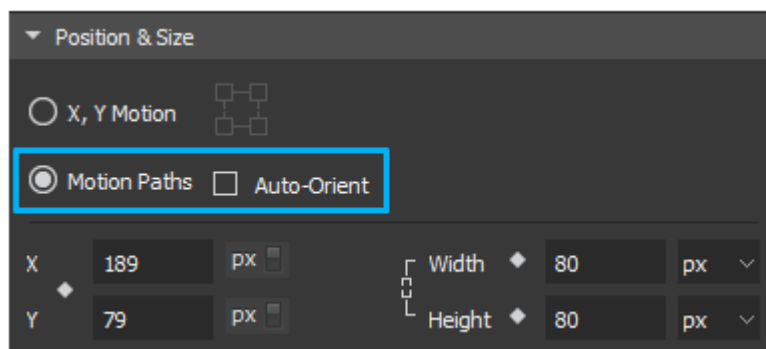 Position & Size
X, Y Motion
Motion Paths Auto-Orient
X 189 px Width 80 px
Y 79 px Height 80 px